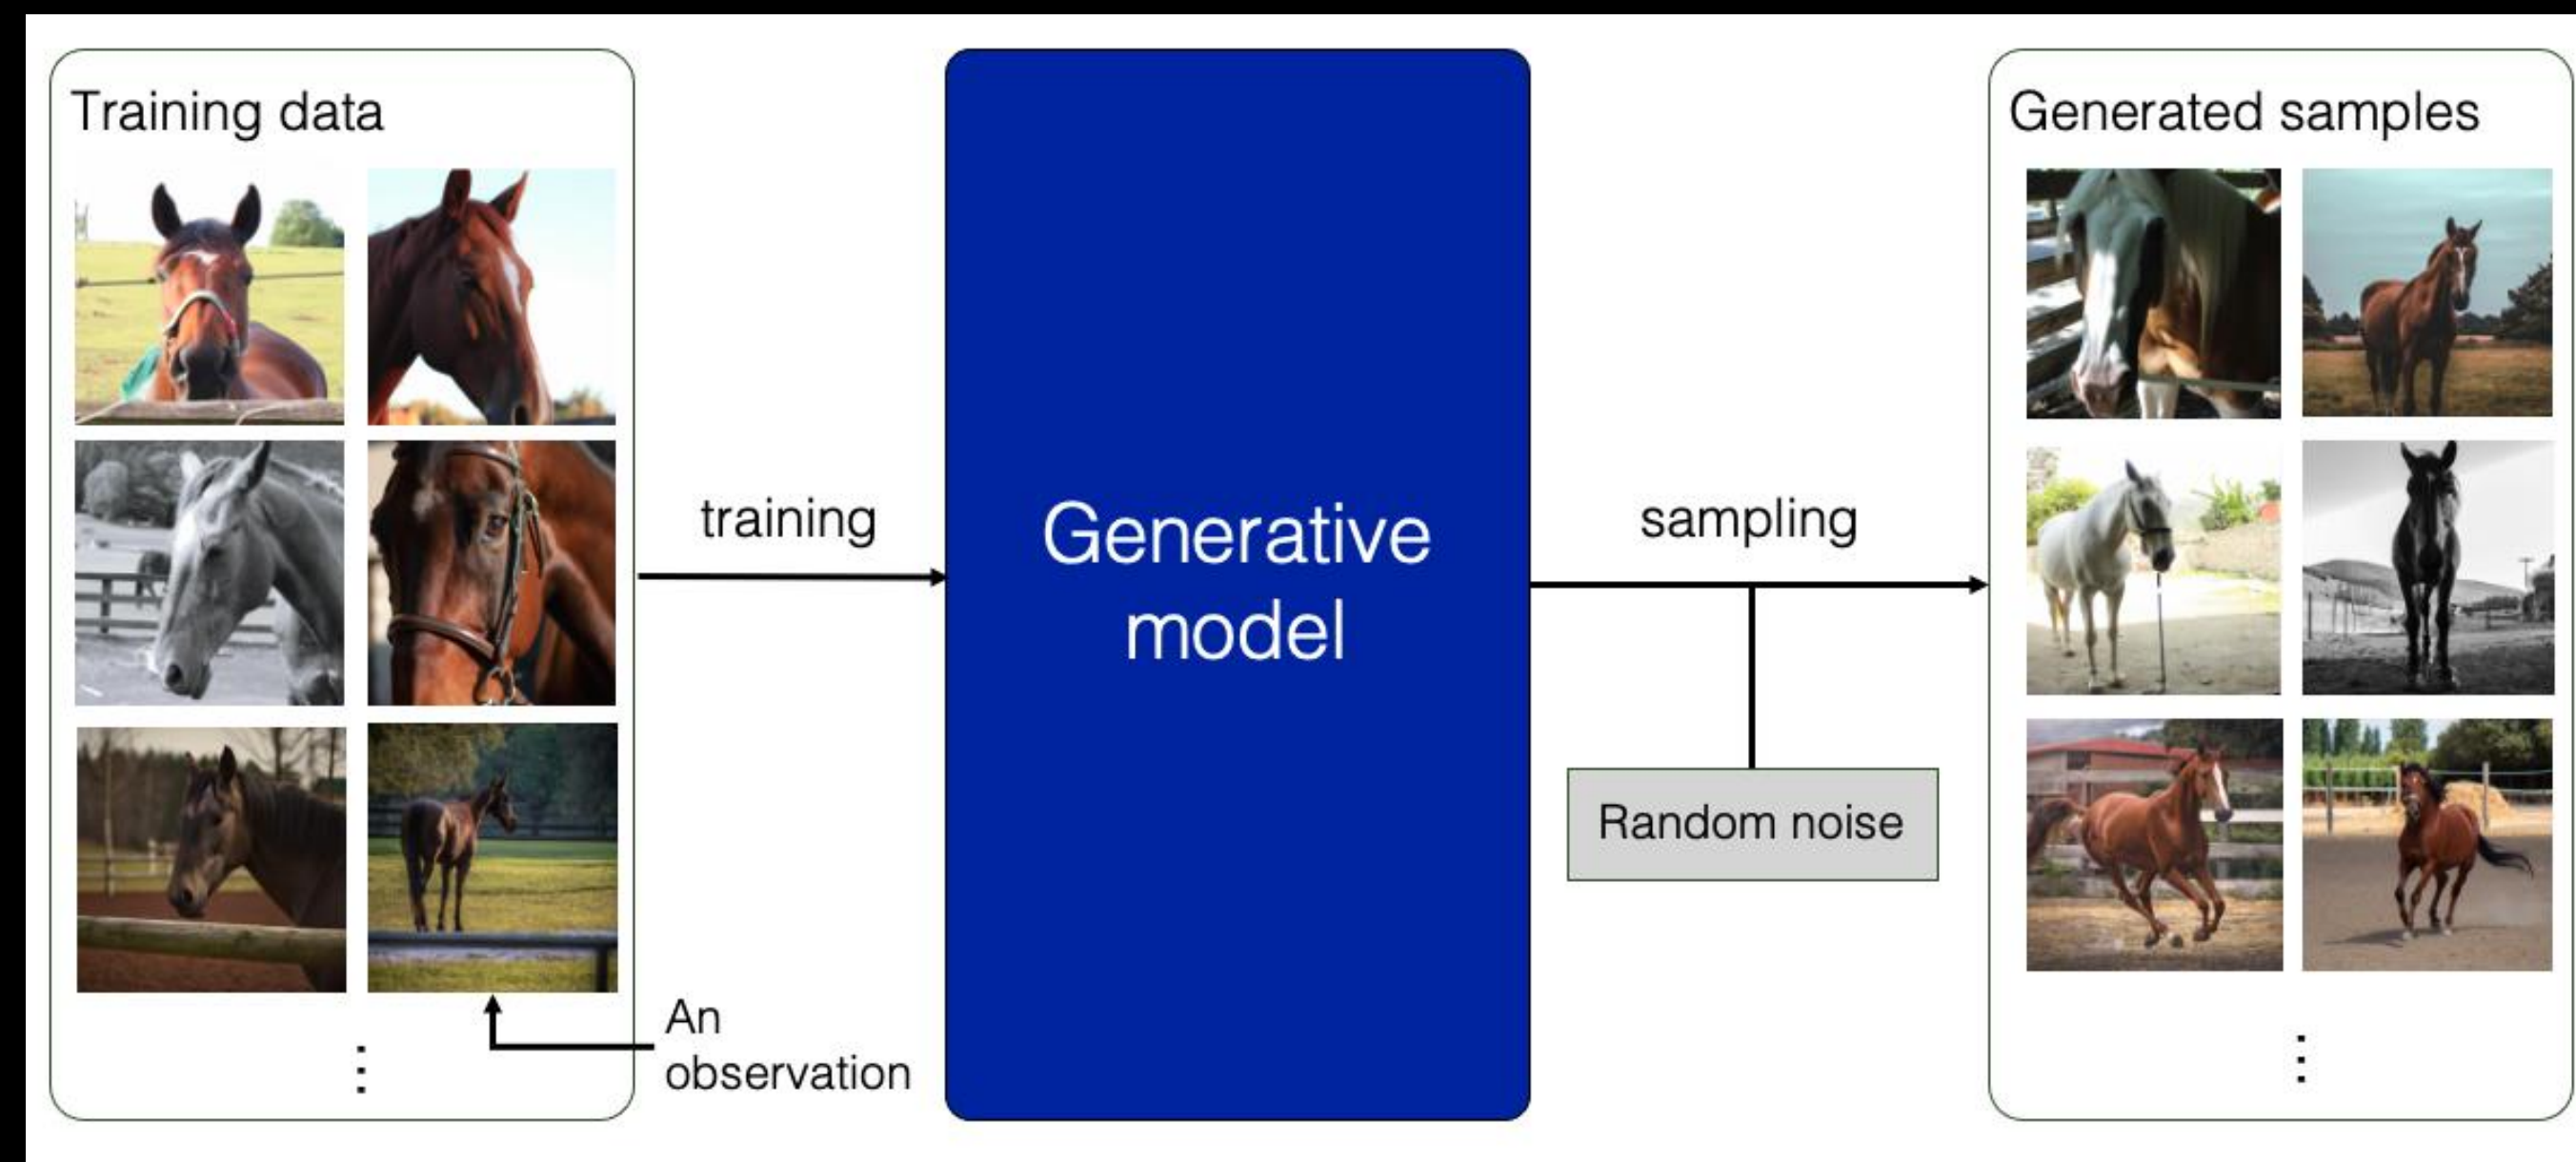 Training data
training
An
observation
Generative
model
sampling
Random noise
Generated samples